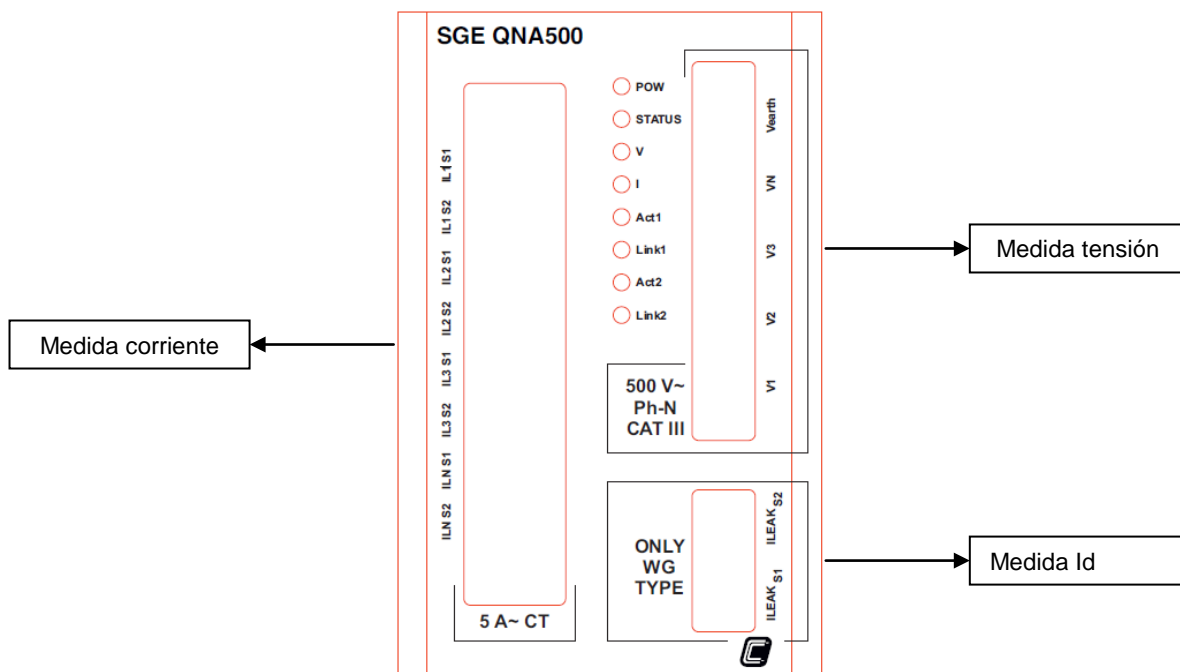 SGE QNA500
POW
STATUS
V
I
Act1
Link1
Act2
Link2
IL1 S1
IL1 S2
IL2 S1
IL2 S2
IL3 S1
IL3 S2
ILN S1
ILN S2
5 A~ CT
Vearth
VN
V3
V2
V1
500 V~
Ph-N
CAT III
ONLY
WG
TYPE
ILEAK S2
ILEAK S1
Medida corriente
Medida tensión
Medida Id